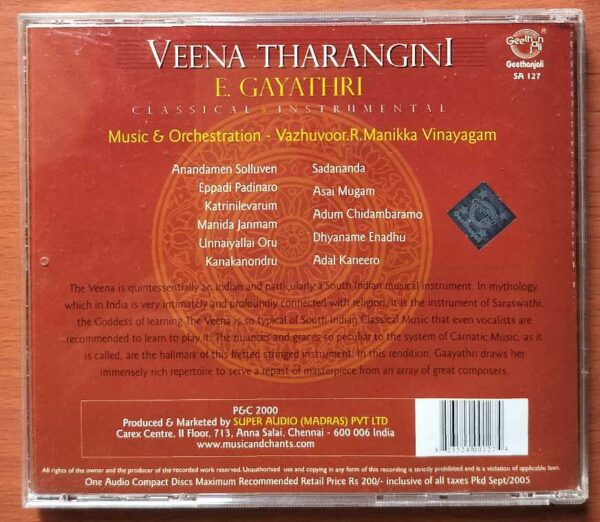 VEENA THARANGINI
E. GAYATHRI
CLASSICAL - INSTRUMENTAL
Geethanjali
SA 127
Music & Orchestration - Vazhuvoor.R.Manikka Vinayagam
Anandamen Solluven
Eppadi Padinaro
Katrinilevarum
Manida Janmam
Unnaiyallai Oru
Kanakanondru
Sadananda
Asai Mugam
Adum Chidambaramo
Dhyaname Enadhu
Adal Kaneero
The Veena is quintessentially an Indian and particularly a South Indian musical instrument. In mythology,
which in India is very intimately and profoundly connected with religion, it is the instrument of Saraswathi,
the Goddess of learning The Veena is so typical of South Indian Classical Music that even vocalists are
recommended to learn to play it. The nuances and graces so peculiar to the system of Carnatic Music, as it
is called, are the hallmark of this fretted stringed instrument. In this rendition, Gaayathri draws her
immensely rich repertoire to serve a repast of masterpiece from an array of great composers.
P&C 2000
Produced & Marketed by SUPER AUDIO (MADRAS) PVT LTD
Carex Centre, II Floor, 713, Anna Salai, Chennai - 600 006 India
www.musicandchants.com
All rights of the owner and the producer of the recorded work reserved. Unauthorised use and copying in any form of this recording is strictly prohibited and is a violation of applicable laws.
One Audio Compact Discs Maximum Recommended Retail Price Rs 200/- inclusive of all taxes Pkd Sept/2005